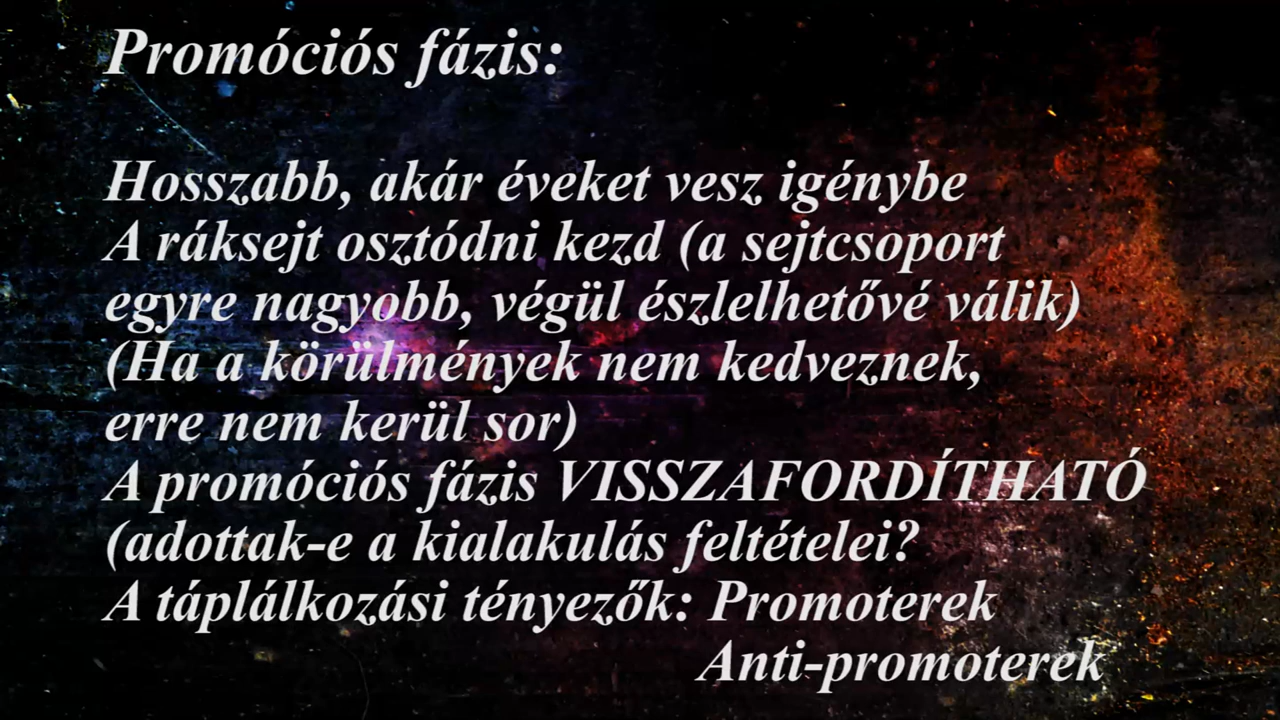 Promóciós fázis:
Hosszabb, akár éveket vesz igénybe
A ráksejt osztódni kezd (a sejtcsoport
egyre nagyobb, végül észlelhetővé válik)
(Ha a körülmények nem kedveznek,
erre nem kerül sor)
A promóciós fázis VISSZAFORDÍTHATÓ
(adottak-e a kialakulás feltételei?
A táplálkozási tényezők: Promoterek
Anti-promoterek